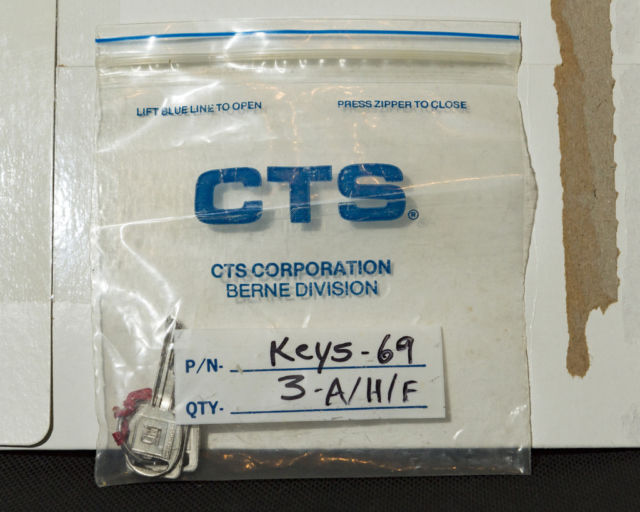 LIFT BLUE LINE TO OPEN PRESS ZIPPER TO CLOSE
CTS®
CTS CORPORATION
BERNE DIVISION
P/N- Keys-69
QTY- 3-A/H/F